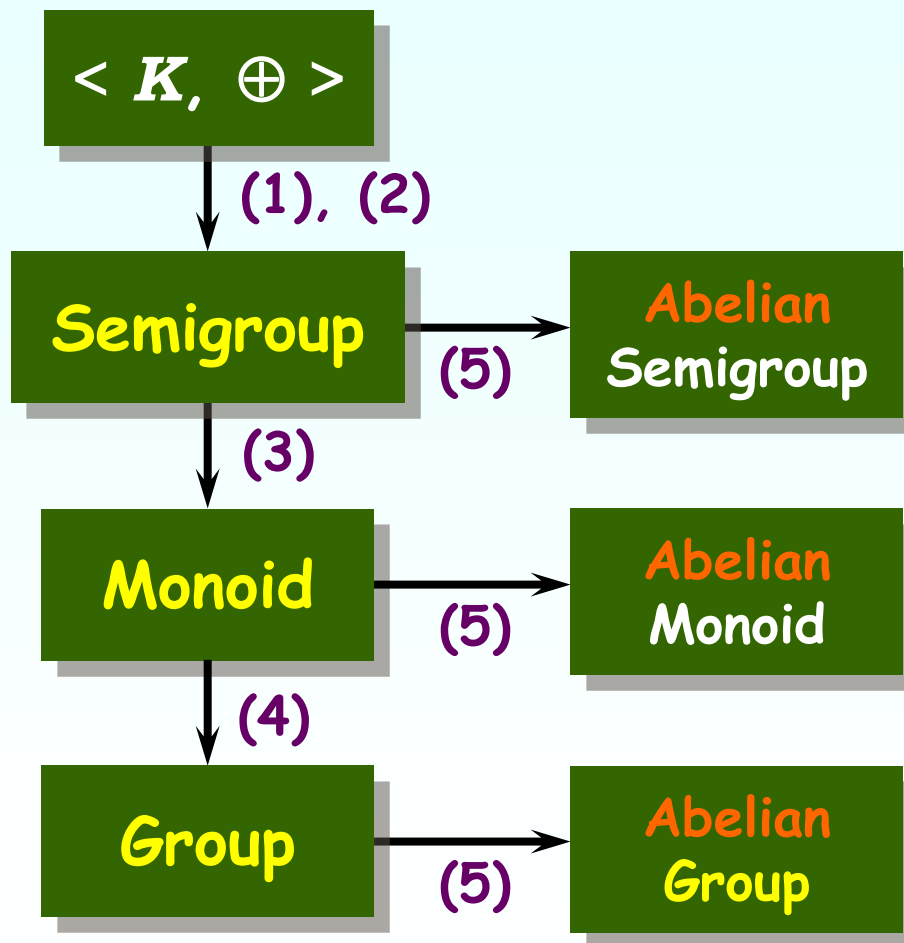 < K, ⊕ >
(1), (2)
Semigroup
(5)
Abelian
Semigroup
(3)
Monoid
(5)
Abelian
Monoid
(4)
Group
(5)
Abelian
Group